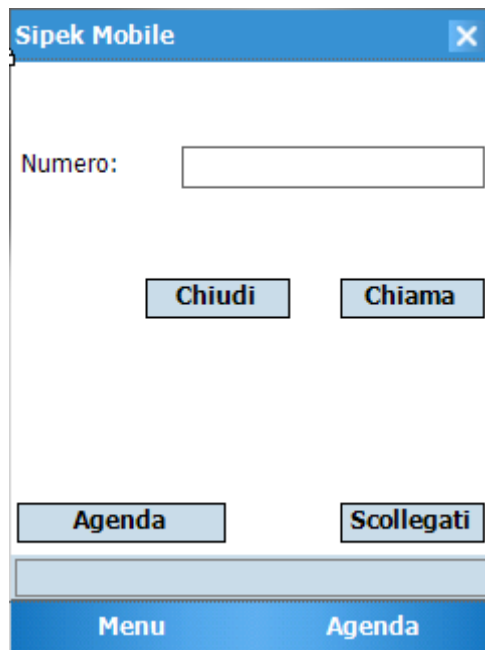 Sipek Mobile
Numero:
Chiudi Chiama
Agenda Scollegati
Menu Agenda